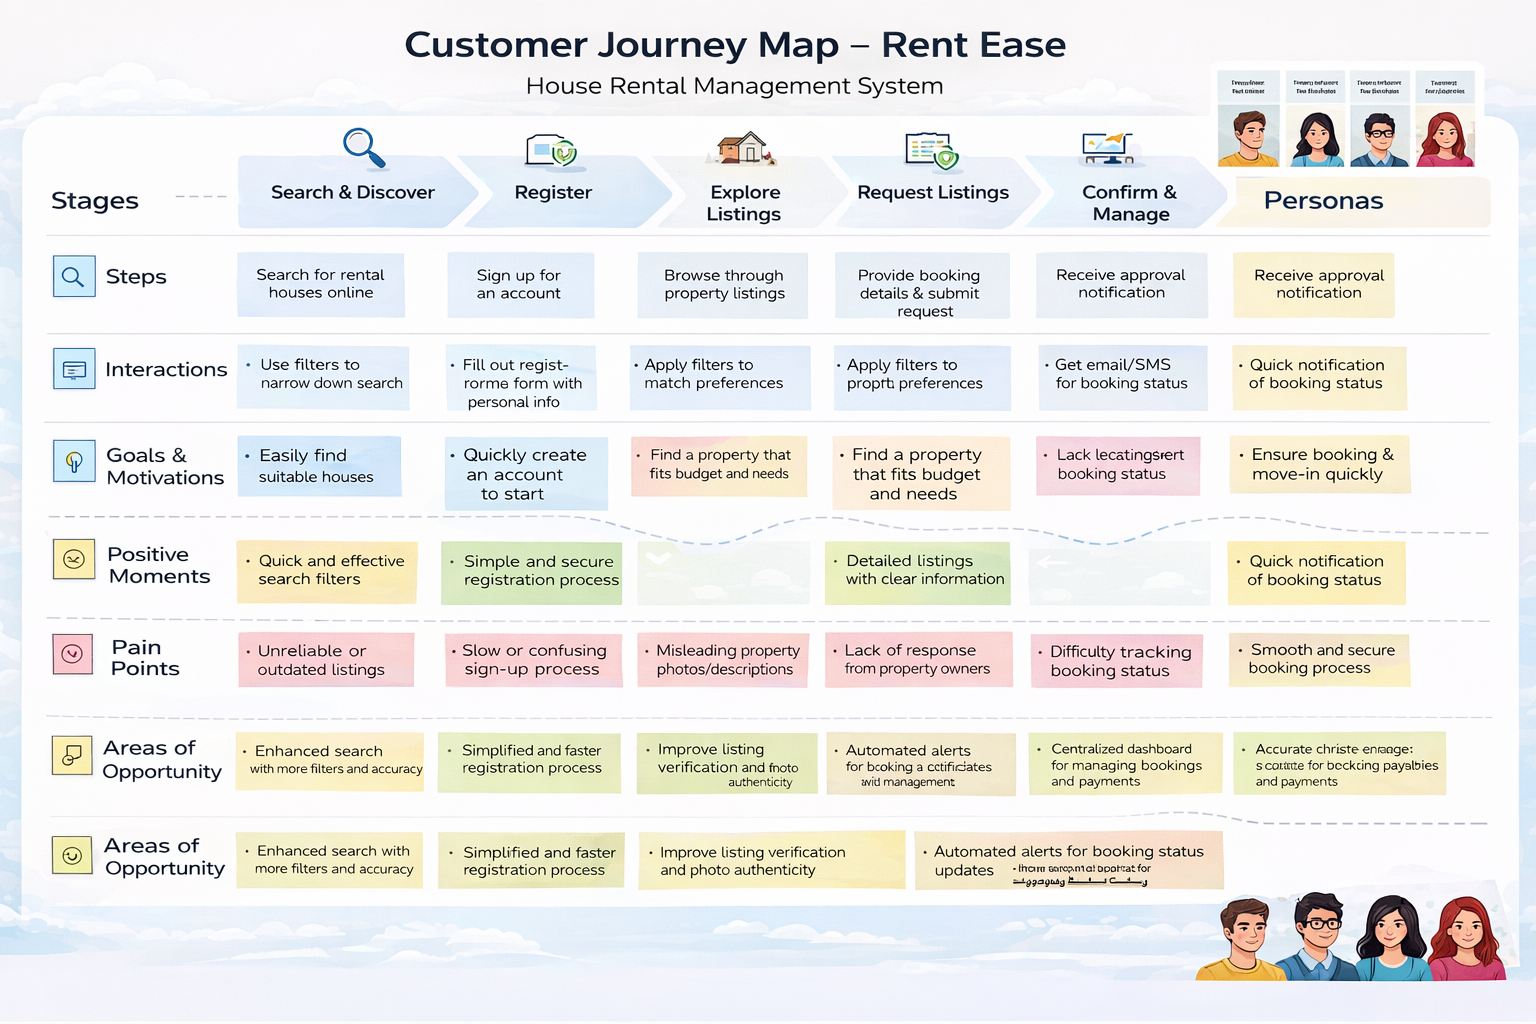 Customer Journey Map – Rent Ease
House Rental Management System
Stages
Search & Discover
Register
Explore
Listings
Request Listings
Confirm &
Manage
Personas
Steps
Search for rental
houses online
Sign up for
an account
Browse through
property listings
Provide booking
details & submit
request
Receive approval
notification
Receive approval
notification
Interactions
• Use filters to
narrow down search
• Fill out regist-
rorme form with
personal info
• Apply filters to
match preferences
• Apply filters to
preferences
• Get email/SMS
for booking status
• Quick notification
of booking status
Goals &
Motivations
• Easily find
suitable houses
• Quickly create
an account
to start
• Find a property that
fits budget and needs
• Find a property
that fits budget
and needs
• Lack
booking status
• Ensure booking &
move-in quickly
Positive
Moments
• Quick and effective
search filters
• Simple and secure
registration process
• Detailed listings
with clear information
• Quick notification
of booking status
Pain
Points
• Unreliable or
outdated listings
• Slow or confusing
sign-up process
• Misleading property
photos/descriptions
• Lack of response
from property owners
• Difficulty tracking
booking status
• Smooth and secure
booking process
Areas of
Opportunity
• Enhanced search
with more filters and accuracy
• Simplified and faster
registration process
• Improve listing
verification and
authenticity
• Automated alerts
for booking a
management
• Centralized dashboard
for managing bookings
and payments
• Accurate
for
and payments
Areas of
Opportunity
• Enhanced search with
more filters and accuracy
• Simplified and faster
registration process
• Improve listing verification
and photo authenticity
• Automated alerts for booking status
updates